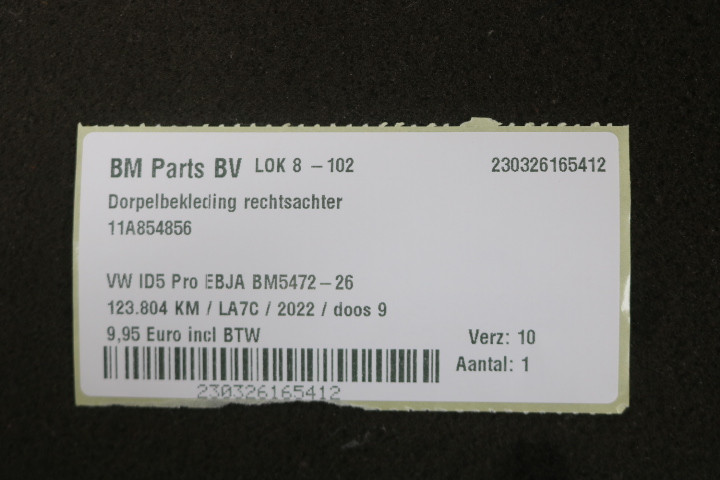 BM Parts BV LOK 8 - 102 230326165412
Dorpelbekleding rechtsachter
11A854856
VW ID5 Pro EBJA BM5472-26
123.804 KM / LA7C / 2022 / doos 9
9,95 Euro incl BTW Verz: 10
Aantal: 1
230326165412